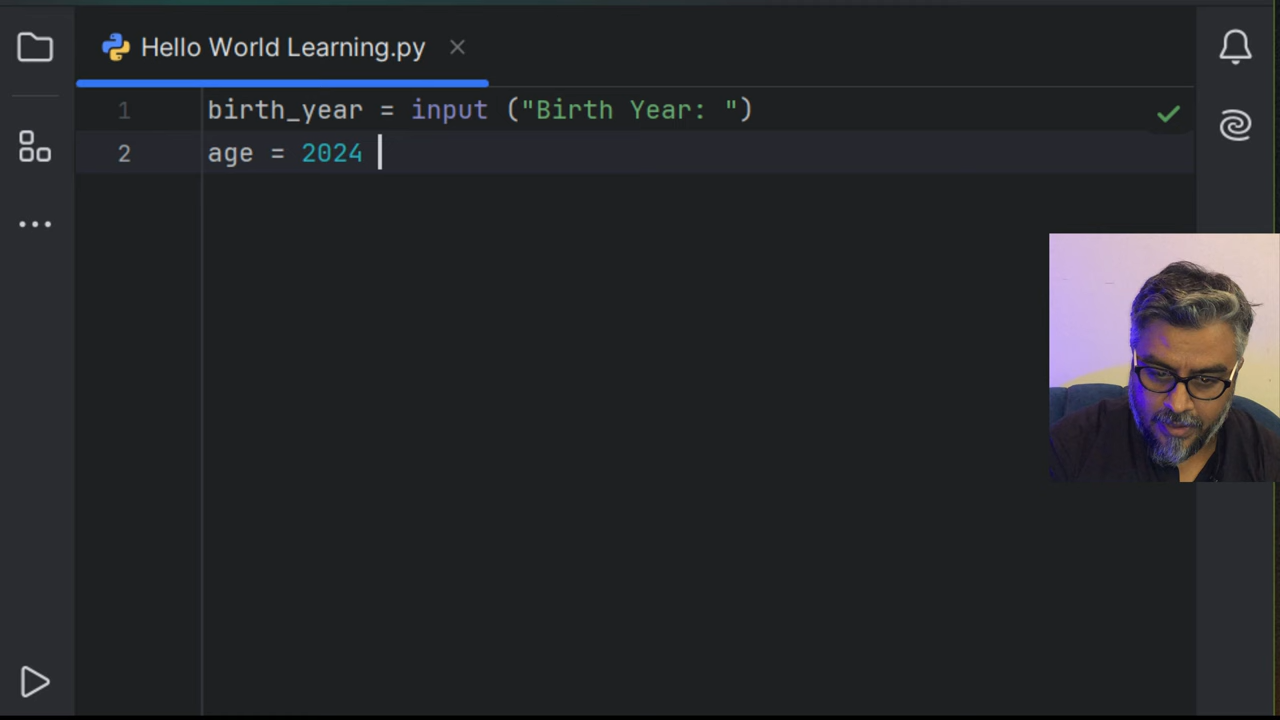 Hello World Learning.py
1 birth_year = input ("Birth Year: ")
2 age = 2024